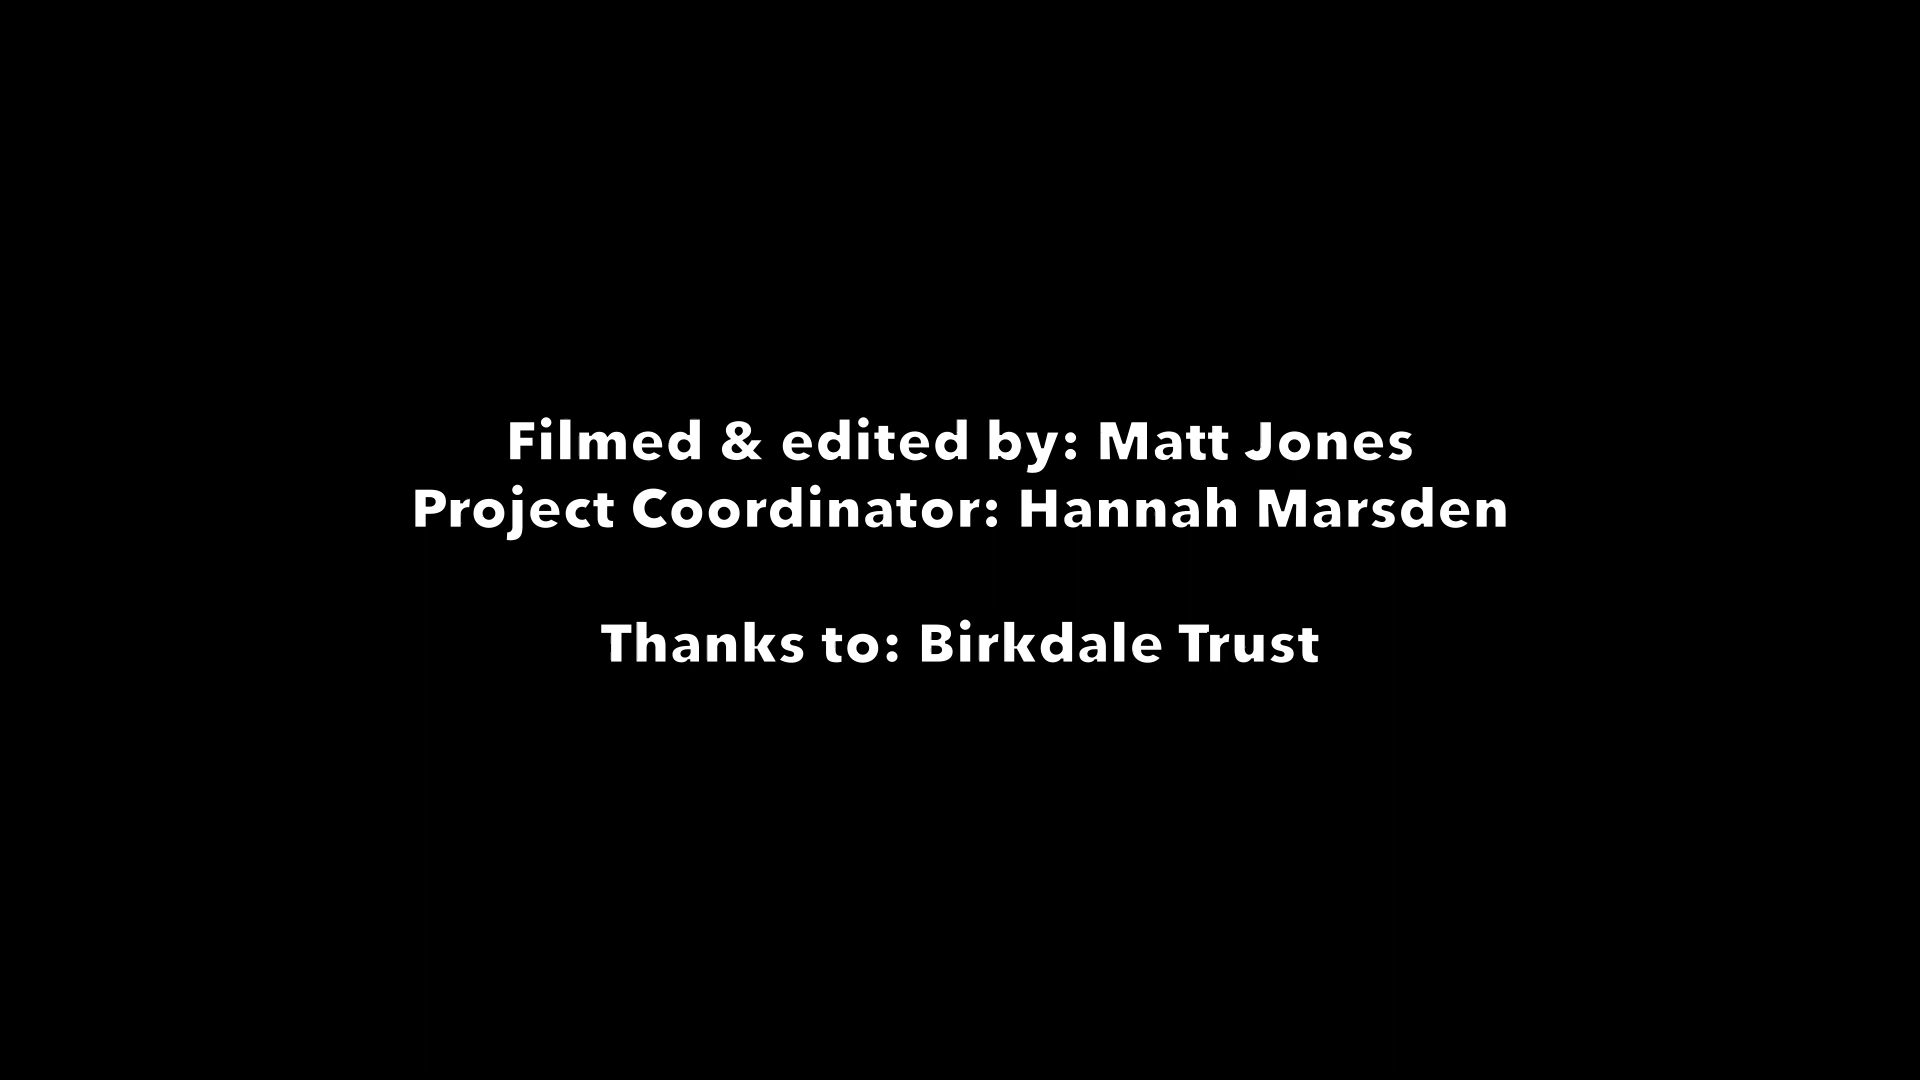 Filmed & edited by: Matt Jones
Project Coordinator: Hannah Marsden
Thanks to: Birkdale Trust